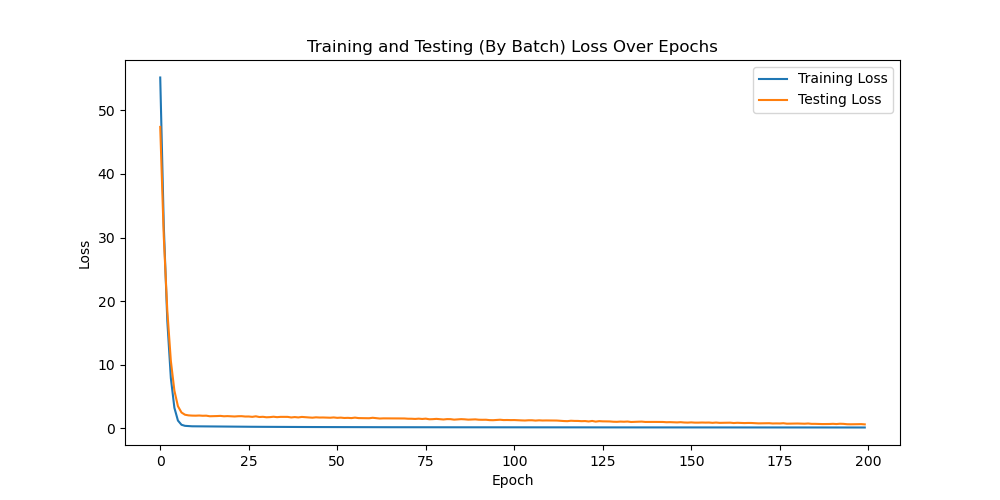 Training and Testing (By Batch) Loss Over Epochs
Training Loss
Testing Loss
50
40
30
20
10
0
Loss
0 25 50 75 100 125 150 175 200
Epoch